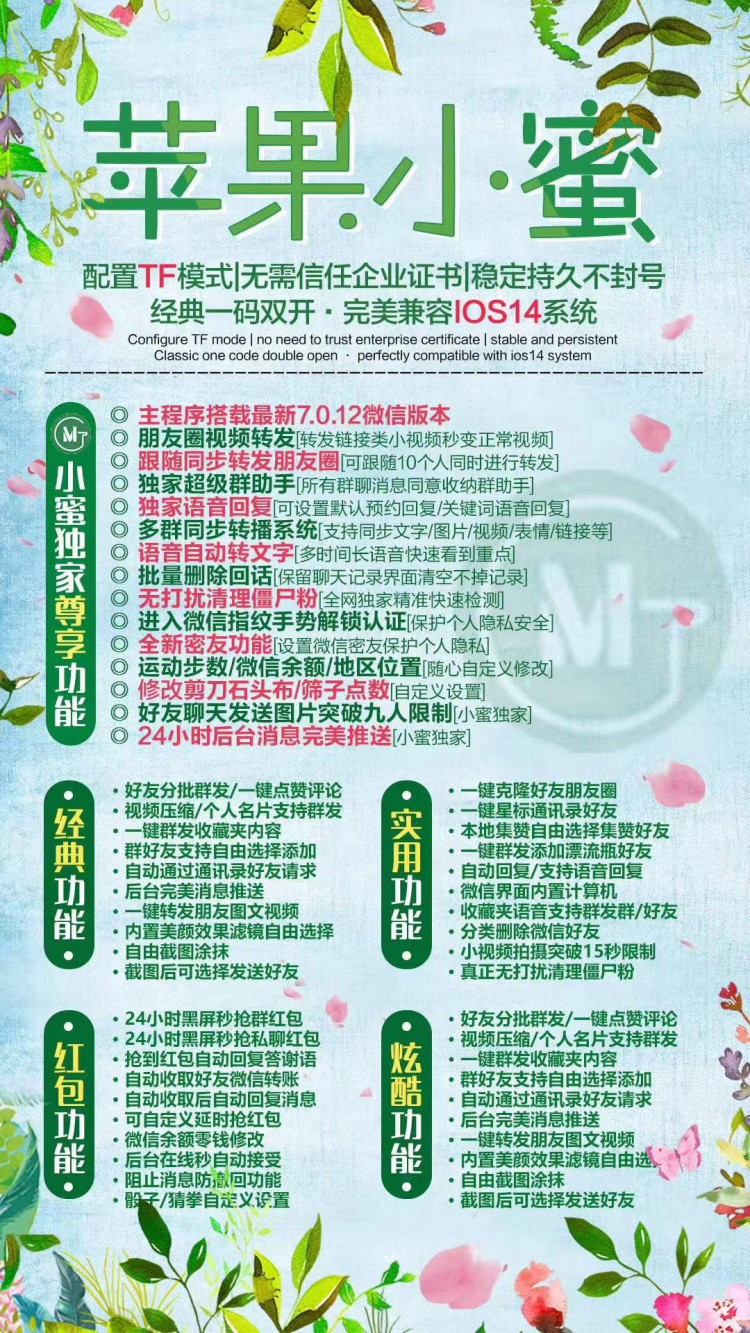 苹果小蜜
配置TF模式|无需信任企业证书|稳定持久不封号
经典一码双开·完美兼容IOS14系统
Configure TF mode | no need to trust enterprise certificate | stable and persistent
Classic one code double open · perfectly compatible with ios14 system
MT
小蜜独家尊享功能
◎ 主程序搭载最新7.0.12微信版本
◎ 朋友圈视频转发[转发链接类小视频秒变正常视频]
◎ 跟随同步转发朋友圈[可跟随10个人同时进行转发]
◎ 独家超级群助手[所有群聊消息同意收纳群助手]
◎ 独家语音回复[可设置默认预约回复/关键词语音回复]
◎ 多群同步转播系统[支持同步文字/图片/视频/表情/链接等]
◎ 语音自动转文字[多时间长语音快速看到重点]
◎ 批量删除回话[保留聊天记录界面清空不掉记录]
◎ 无打扰清理僵尸粉[全网独家精准快速检测]
◎ 进入微信指纹手势解锁认证[保护个人隐私安全]
◎ 全新密友功能[设置微信密友保护个人隐私]
◎ 运动步数/微信余额/地区位置[随心自定义修改]
◎ 修改剪刀石头布/筛子点数[自定义设置]
◎ 好友聊天发送图片突破九人限制[小蜜独家]
◎ 24小时后台消息完美推送[小蜜独家]
MT
经典功能
·好友分批群发/一键点赞评论
·视频压缩/个人名片支持群发
·一键群发收藏夹内容
·群好友支持自由选择添加
·自动通过通讯录好友请求
·后台完美消息推送
·一键转发朋友图文视频
·内置美颜效果滤镜自由选择
·自由截图涂抹
·截图后可选择发送好友
实用功能
·一键克隆好友朋友圈
·一键星标通讯录好友
·本地集赞自由选择集赞好友
·一键群发添加漂流瓶好友
·自动回复/支持语音回复
·微信界面内置计算机
·收藏夹语音支持群发群/好友
·分类删除微信好友
·小视频拍摄突破15秒限制
·真正无打扰清理僵尸粉
红包功能
·24小时黑屏秒抢群红包
·24小时黑屏秒抢私聊红包
·抢到红包自动回复答谢语
·自动收取好友微信转账
·自动收取后自动回复消息
·可自定义延时抢红包
·微信余额零钱修改
·后台在线秒自动接受
·阻止消息防撤回功能
·骰子/猜拳自定义设置
炫酷功能
·好友分批群发/一键点赞评论
·视频压缩/个人名片支持群发
·一键群发收藏夹内容
·群好友支持自由选择添加
·自动通过通讯录好友请求
·后台完美消息推送
·一键转发朋友图文视频
·内置美颜效果滤镜自由选
·自由截图涂抹
·截图后可选择发送好友